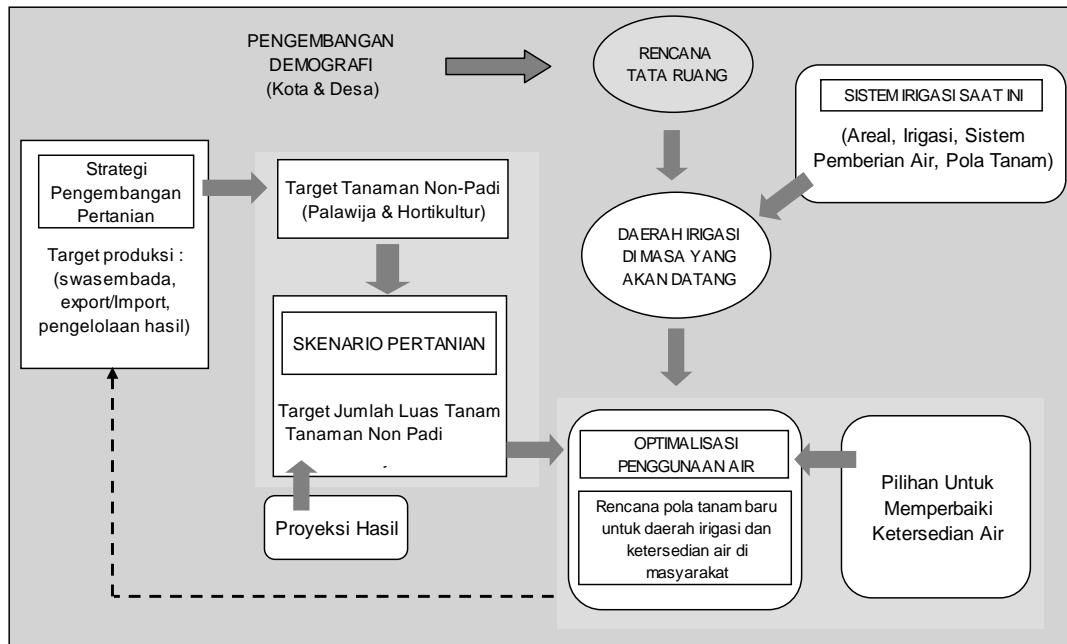 PENGEMBANGAN
DEMOGRAFI
(Kota & Desa)
RENCANA
TATA RUANG
SISTEM IRIGASI SAAT INI
(Areal, Irigasi, Sistem
Pemberian Air, Pola Tanam)
Strategi
Pengembangan
Pertanian
Target produksi :
(swasembada,
export/Import,
pengelolaan hasil)
Target Tanaman Non-Padi
(Palawija & Hortikultur)
DAERAH IRIGASI
DI MASA YANG
AKAN DATANG
SKENARIO PERTANIAN
Target Jumlah Luas Tanam
Tanaman Non Padi
Proyeksi Hasil
OPTIMALISASI
PENGGUNAAN AIR
Rencana pola tanam baru
untuk daerah irigasi dan
ketersedian air di
masyarakat
Pilihan Untuk
Memperbaiki
Ketersedian Air